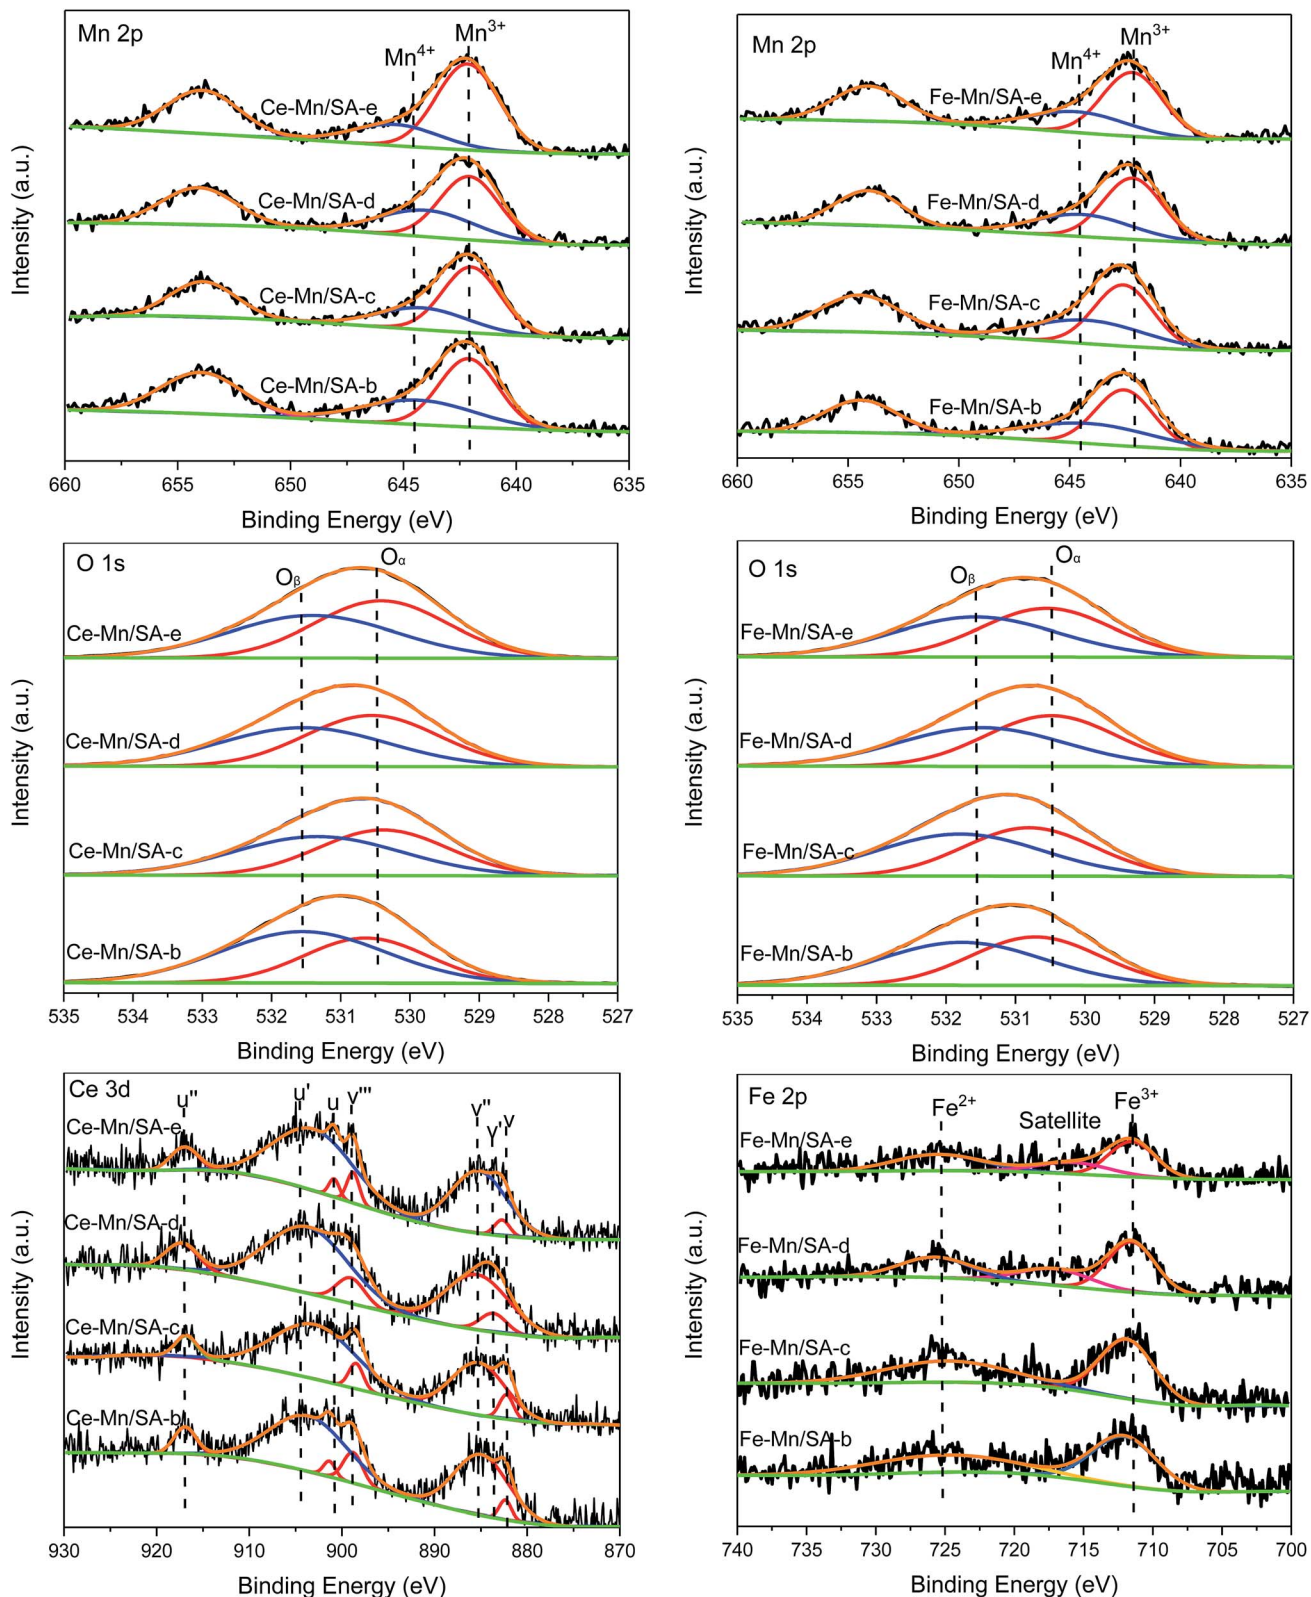 Mn 2p
Mn4+
Mn3+
Ce-Mn/SA-e
Ce-Mn/SA-d
Ce-Mn/SA-c
Ce-Mn/SA-b
Intensity (a.u.)
660 655 650 645 640 635
Binding Energy (eV)
Mn 2p
Mn4+
Mn3+
Fe-Mn/SA-e
Fe-Mn/SA-d
Fe-Mn/SA-c
Fe-Mn/SA-b
Intensity (a.u.)
660 655 650 645 640 635
Binding Energy (eV)
O 1s
Oβ
Oα
Ce-Mn/SA-e
Ce-Mn/SA-d
Ce-Mn/SA-c
Ce-Mn/SA-b
Intensity (a.u.)
535 534 533 532 531 530 529 528 527
Binding Energy (eV)
O 1s
Oβ
Oα
Fe-Mn/SA-e
Fe-Mn/SA-d
Fe-Mn/SA-c
Fe-Mn/SA-b
Intensity (a.u.)
535 534 533 532 531 530 529 528 527
Binding Energy (eV)
Ce 3d
u'' u' u v''' v'' v' v
Ce-Mn/SA-e
Ce-Mn/SA-d
Ce-Mn/SA-c
Ce-Mn/SA-b
Intensity (a.u.)
930 920 910 900 890 880 870
Binding Energy (eV)
Fe 2p
Fe2+
Satellite
Fe3+
Fe-Mn/SA-e
Fe-Mn/SA-d
Fe-Mn/SA-c
Fe-Mn/SA-b
Intensity (a.u.)
740 735 730 725 720 715 710 705 700
Binding Energy (eV)